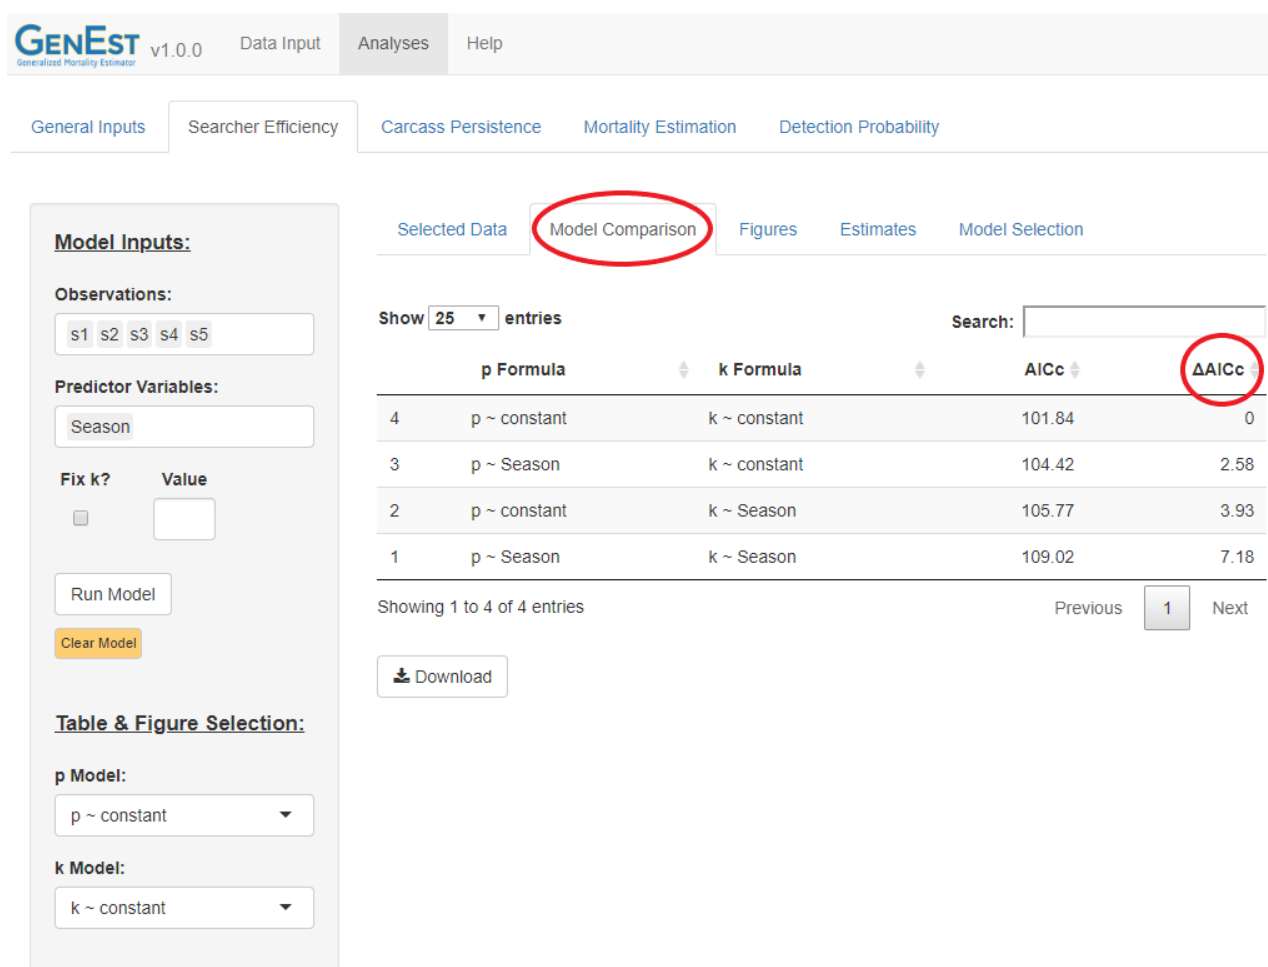 GENEST v1.0.0 Data Input Analyses Help
Generalized Mortality Estimator
General Inputs Searcher Efficiency Carcass Persistence Mortality Estimation Detection Probability
Model Inputs:
Observations:
s1 s2 s3 s4 s5
Predictor Variables:
Season
Fix k? Value
Run Model
Clear Model
Table & Figure Selection:
p Model:
p ~ constant
k Model:
k ~ constant
Selected Data Model Comparison Figures Estimates Model Selection
Show 25 entries Search:
p Formula k Formula AICc ΔAICc
4 p ~ constant k ~ constant 101.84 0
3 p ~ Season k ~ constant 104.42 2.58
2 p ~ constant k ~ Season 105.77 3.93
1 p ~ Season k ~ Season 109.02 7.18
Showing 1 to 4 of 4 entries Previous 1 Next
Download